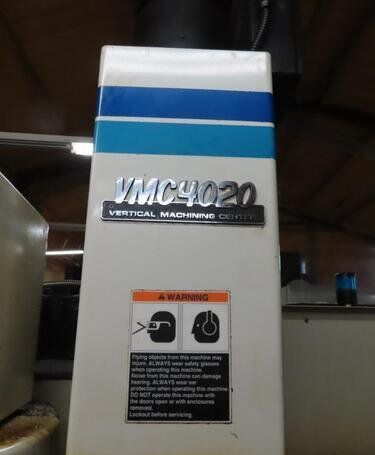 VMC4020
VERTICAL MACHINING CENTER
WARNING
Flying objects from this machine may
injure. ALWAYS wear safety glasses
when operating this machine.
Noise from this machine can damage
hearing. ALWAYS wear ear
protection when operating this machine.
DO NOT operate this machine with
the doors open or with enclosures
removed.
Lockout before servicing.